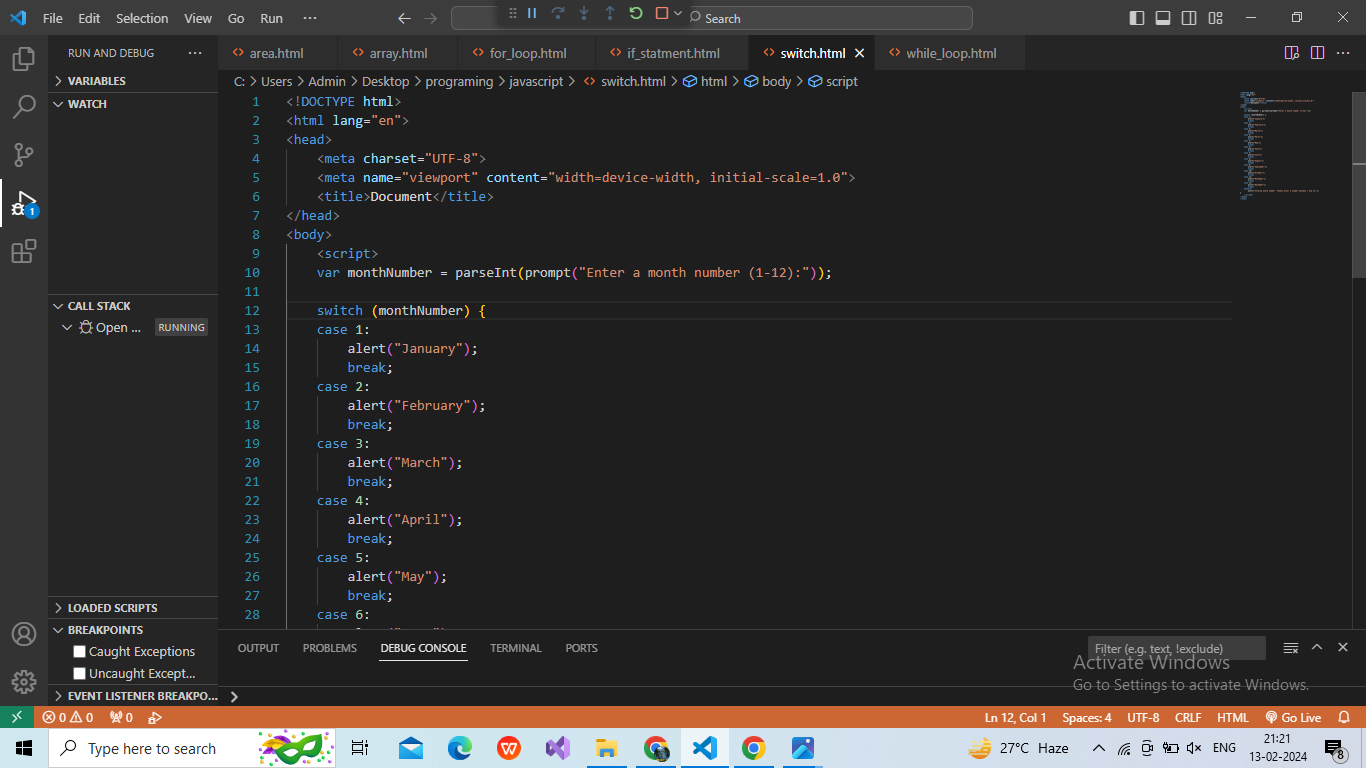 File Edit Selection View Go Run ··· Search
RUN AND DEBUG ···
VARIABLES
WATCH
CALL STACK
Open ... RUNNING
LOADED SCRIPTS
BREAKPOINTS
Caught Exceptions
Uncaught Except...
EVENT LISTENER BREAKPO...
area.html array.html for_loop.html if_statment.html switch.html while_loop.html
C: > Users > Admin > Desktop > programing > javascript > switch.html > html > body > script
1 <!DOCTYPE html>
2 <html lang="en">
3 <head>
4 <meta charset="UTF-8">
5 <meta name="viewport" content="width=device-width, initial-scale=1.0">
6 <title>Document</title>
7 </head>
8 <body>
9 <script>
10 var monthNumber = parseInt(prompt("Enter a month number (1-12):"));
11
12 switch (monthNumber) {
13 case 1:
14 alert("January");
15 break;
16 case 2:
17 alert("February");
18 break;
19 case 3:
20 alert("March");
21 break;
22 case 4:
23 alert("April");
24 break;
25 case 5:
26 alert("May");
27 break;
28 case 6:
OUTPUT PROBLEMS DEBUG CONSOLE TERMINAL PORTS Filter (e.g. text, !exclude)
Activate Windows
Go to Settings to activate Windows.
0 0 0 Ln 12, Col 1 Spaces: 4 UTF-8 CRLF HTML Go Live
Type here to search 27°C Haze ENG 21:21
13-02-2024 8
1